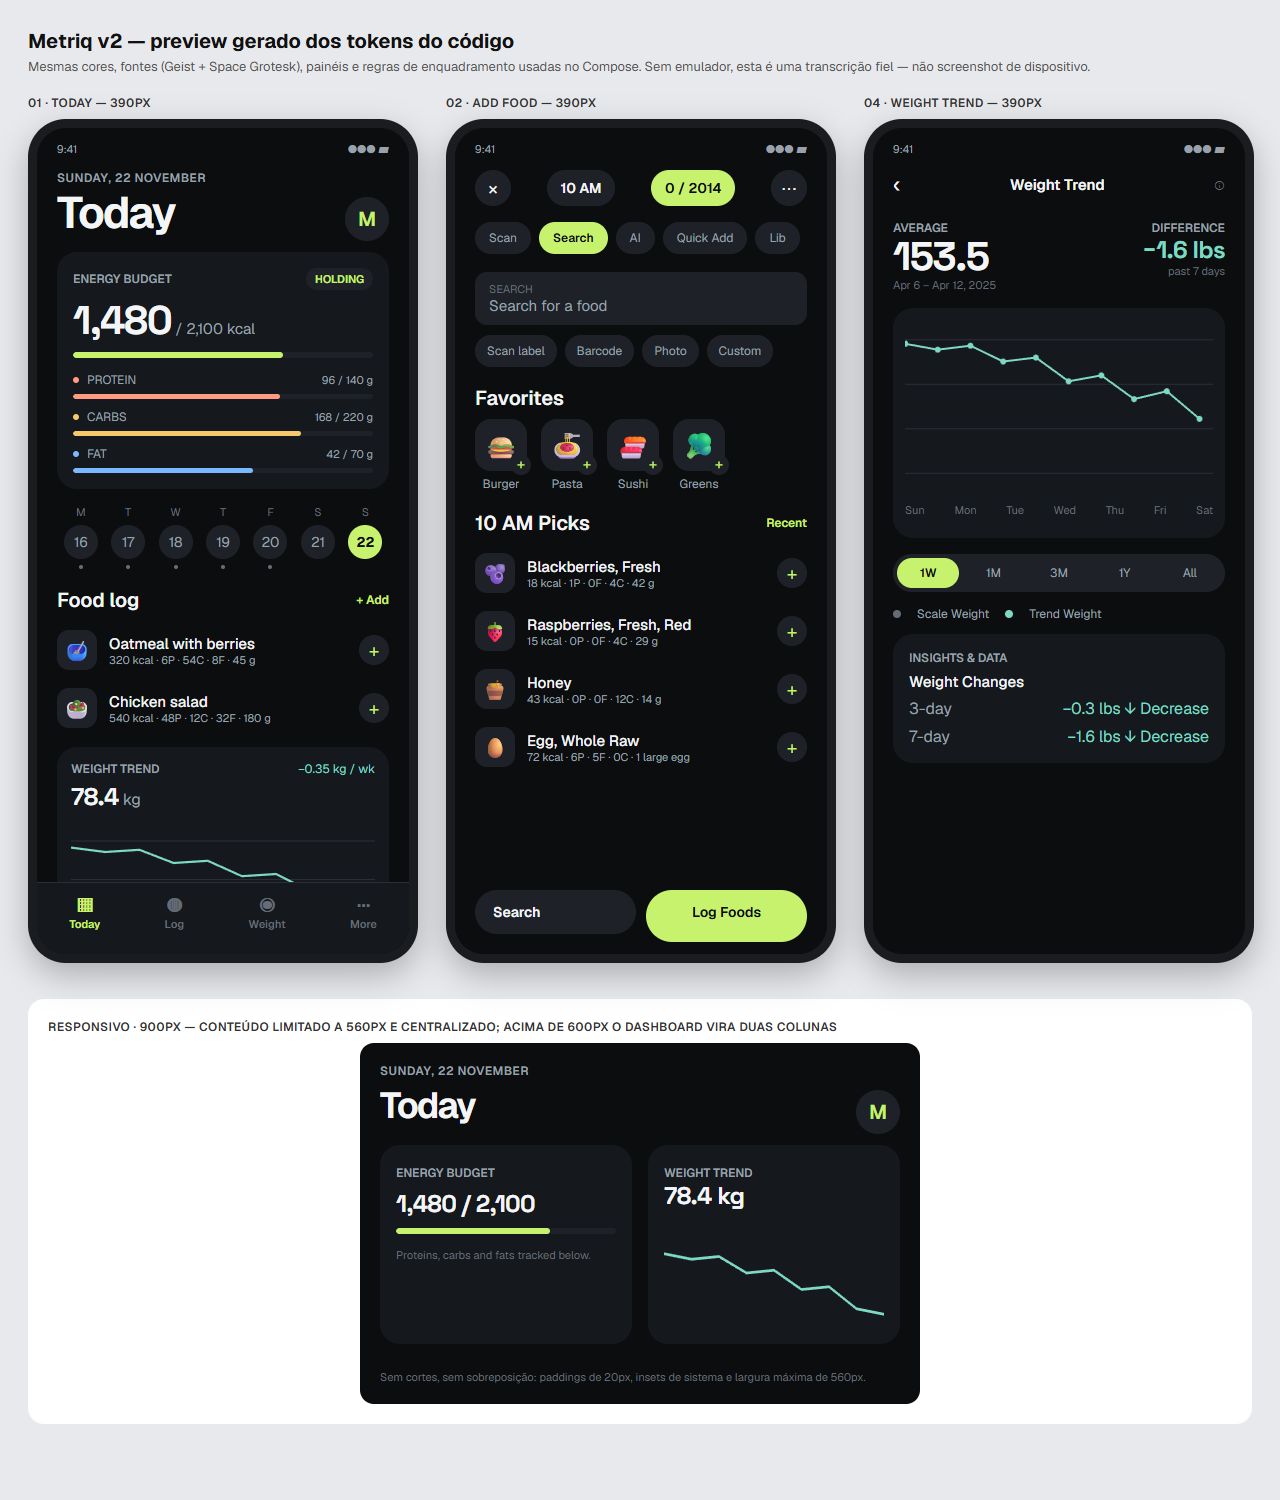 Metriq v2 — preview gerado dos tokens do código
Mesmas cores, fontes (Geist + Space Grotesk), painéis e regras de enquadramento usadas no Compose. Sem emulador, esta é uma transcrição fiel — não screenshot de dispositivo.
01 · TODAY — 390PX
9:41
SUNDAY, 22 NOVEMBER
Today
M
ENERGY BUDGET
HOLDING
1,480 / 2,100 kcal
PROTEIN 96 / 140 g
CARBS 168 / 220 g
FAT 42 / 70 g
M T W T F S S
16 17 18 19 20 21 22
Food log + Add
Oatmeal with berries
320 kcal · 6P · 54C · 8F · 45 g
+
Chicken salad
540 kcal · 48P · 12C · 32F · 180 g
+
WEIGHT TREND −0.35 kg / wk
78.4 kg
Today Log Weight More
02 · ADD FOOD — 390PX
9:41
× 10 AM 0 / 2014 ···
Scan Search AI Quick Add Lib
SEARCH
Search for a food
Scan label Barcode Photo Custom
Favorites
+ + + +
Burger Pasta Sushi Greens
10 AM Picks Recent
Blackberries, Fresh
18 kcal · 1P · 0F · 4C · 42 g
+
Raspberries, Fresh, Red
15 kcal · 0P · 0F · 4C · 29 g
+
Honey
43 kcal · 0P · 0F · 12C · 14 g
+
Egg, Whole Raw
72 kcal · 6P · 5F · 0C · 1 large egg
+
Search Log Foods
04 · WEIGHT TREND — 390PX
9:41
‹ Weight Trend ⓘ
AVERAGE DIFFERENCE
153.5 −1.6 lbs
past 7 days
Apr 6 – Apr 12, 2025
Sun Mon Tue Wed Thu Fri Sat
1W 1M 3M 1Y All
Scale Weight Trend Weight
INSIGHTS & DATA
Weight Changes
3-day −0.3 lbs ↓ Decrease
7-day −1.6 lbs ↓ Decrease
RESPONSIVO · 900PX — CONTEÚDO LIMITADO A 560PX E CENTRALIZADO; ACIMA DE 600PX O DASHBOARD VIRA DUAS COLUNAS
SUNDAY, 22 NOVEMBER
Today
M
ENERGY BUDGET
1,480 / 2,100
Proteins, carbs and fats tracked below.
WEIGHT TREND
78.4 kg
Sem cortes, sem sobreposição: paddings de 20px, insets de sistema e largura máxima de 560px.